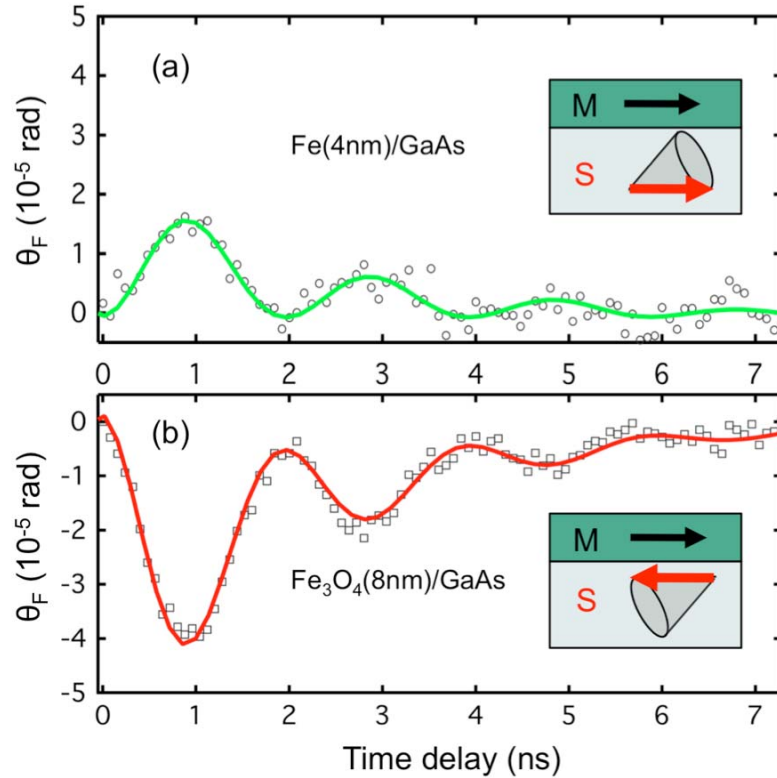 5
(a)
4
M
3
Fe(4nm)/GaAs
θF (10-5 rad)
2
S
1
0
0 1 2 3 4 5 6 7
0
(b)
-1
M
-2
θF (10-5 rad)
-3
Fe3O4(8nm)/GaAs
S
-4
-5
0 1 2 3 4 5 6 7
Time delay (ns)